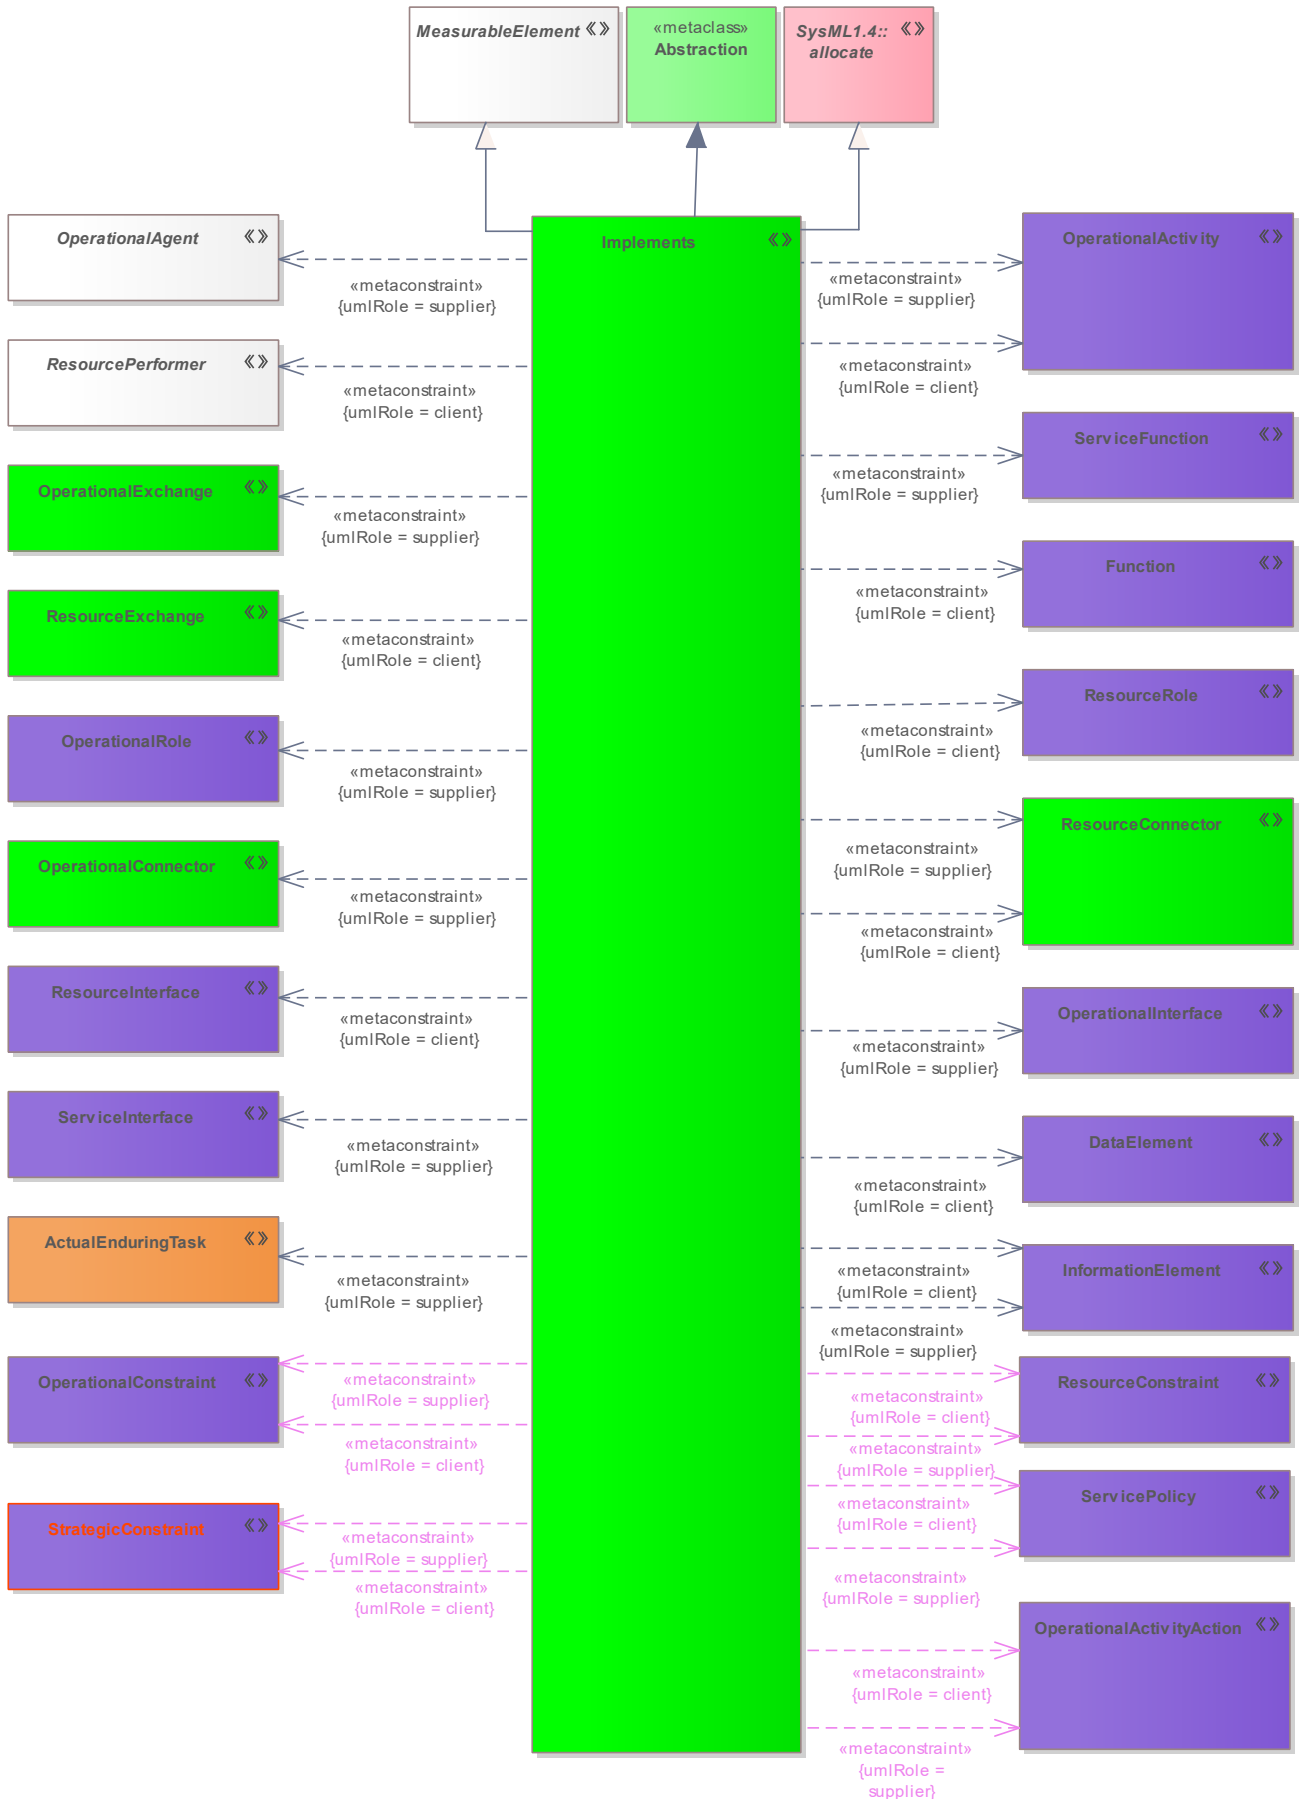 MeasurableElement «»
«metaclass»
Abstraction
SysML1.4:: «»
allocate
Implements «»
OperationalAgent «»
«metaconstraint»
{umlRole = supplier}
ResourcePerformer «»
«metaconstraint»
{umlRole = client}
OperationalExchange «»
«metaconstraint»
{umlRole = supplier}
ResourceExchange «»
«metaconstraint»
{umlRole = client}
OperationalRole «»
«metaconstraint»
{umlRole = supplier}
OperationalConnector «»
«metaconstraint»
{umlRole = supplier}
ResourceInterface «»
«metaconstraint»
{umlRole = client}
ServiceInterface «»
«metaconstraint»
{umlRole = supplier}
ActualEnduringTask «»
«metaconstraint»
{umlRole = supplier}
OperationalConstraint «»
«metaconstraint»
{umlRole = supplier}
«metaconstraint»
{umlRole = client}
StrategicConstraint «»
«metaconstraint»
{umlRole = supplier}
«metaconstraint»
{umlRole = client}
OperationalActivity «»
«metaconstraint»
{umlRole = supplier}
«metaconstraint»
{umlRole = client}
ServiceFunction «»
«metaconstraint»
{umlRole = supplier}
Function «»
«metaconstraint»
{umlRole = client}
ResourceRole «»
«metaconstraint»
{umlRole = client}
ResourceConnector «»
«metaconstraint»
{umlRole = supplier}
«metaconstraint»
{umlRole = client}
OperationalInterface «»
«metaconstraint»
{umlRole = supplier}
DataElement «»
«metaconstraint»
{umlRole = client}
InformationElement «»
«metaconstraint»
{umlRole = client}
«metaconstraint»
{umlRole = supplier}
ResourceConstraint «»
«metaconstraint»
{umlRole = client}
«metaconstraint»
{umlRole = supplier}
ServicePolicy «»
«metaconstraint»
{umlRole = client}
«metaconstraint»
{umlRole = supplier}
OperationalActivityAction «»
«metaconstraint»
{umlRole = client}
«metaconstraint»
{umlRole =
supplier}